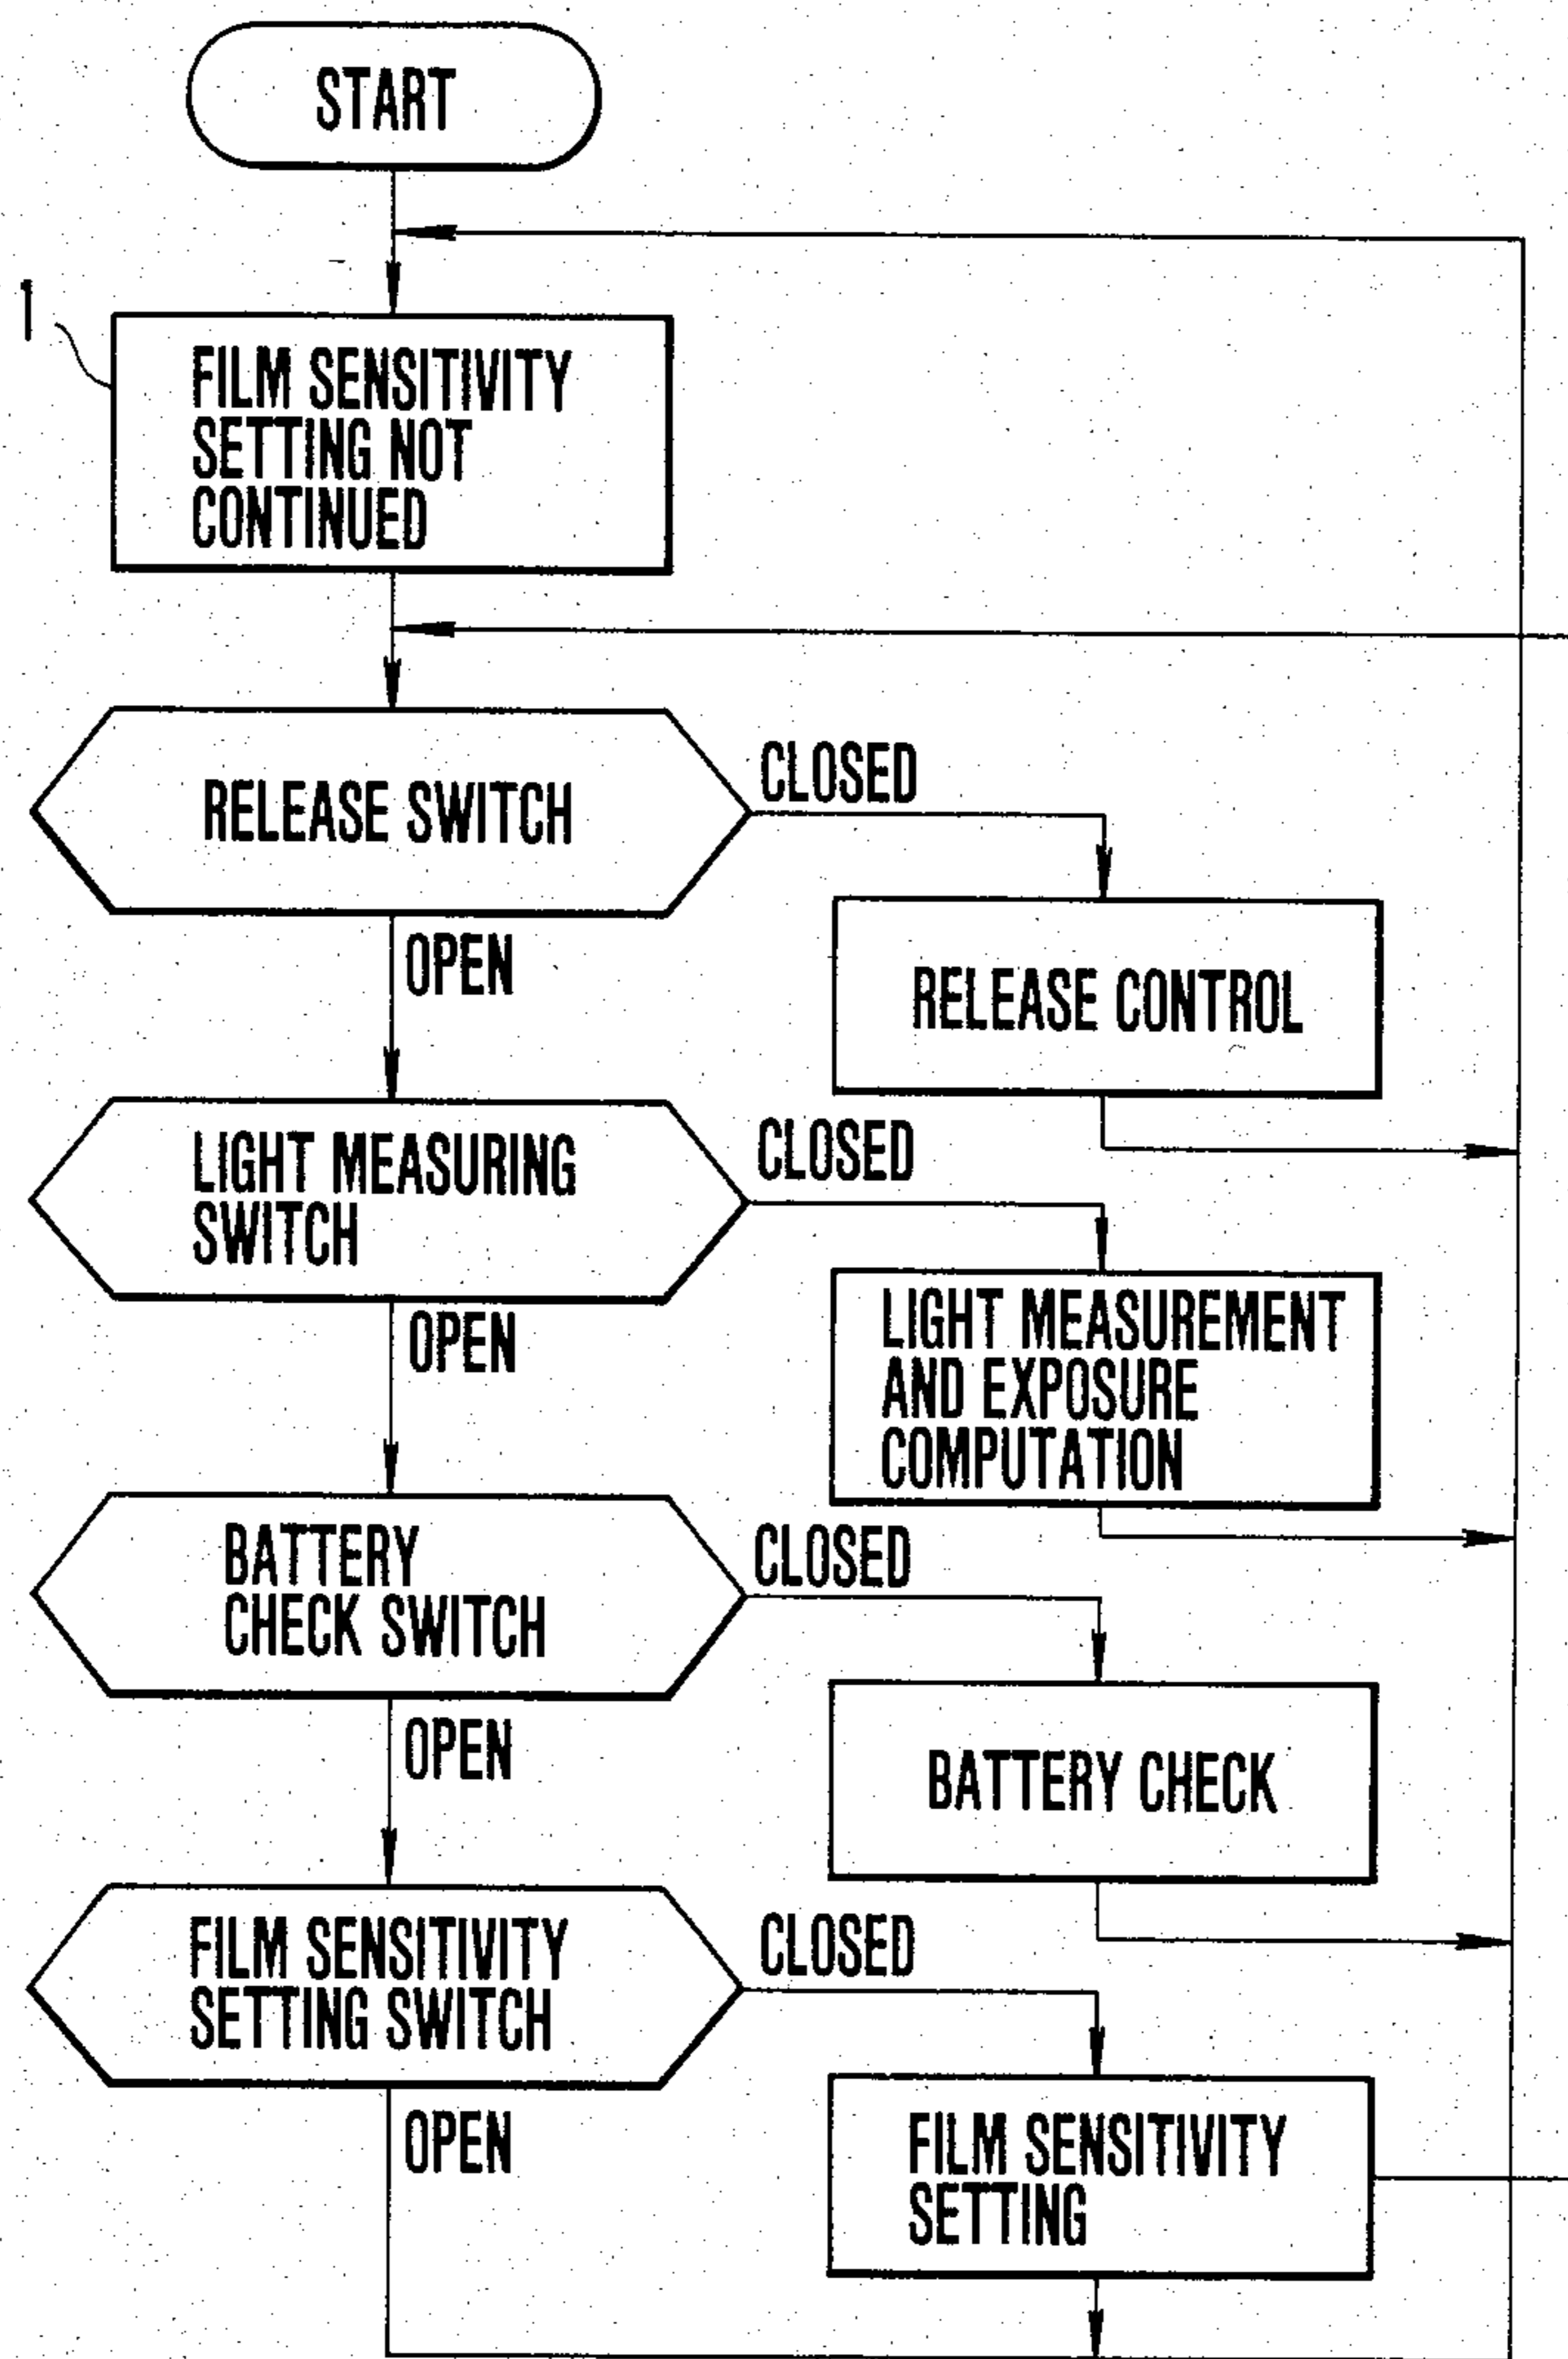 START
1
FILM SENSITIVITY
SETTING NOT
CONTINUED
RELEASE SWITCH
CLOSED
OPEN
RELEASE CONTROL
LIGHT MEASURING
SWITCH
CLOSED
OPEN
LIGHT MEASUREMENT
AND EXPOSURE
COMPUTATION
BATTERY
CHECK SWITCH
CLOSED
OPEN
BATTERY CHECK
FILM SENSITIVITY
SETTING SWITCH
CLOSED
OPEN
FILM SENSITIVITY
SETTING